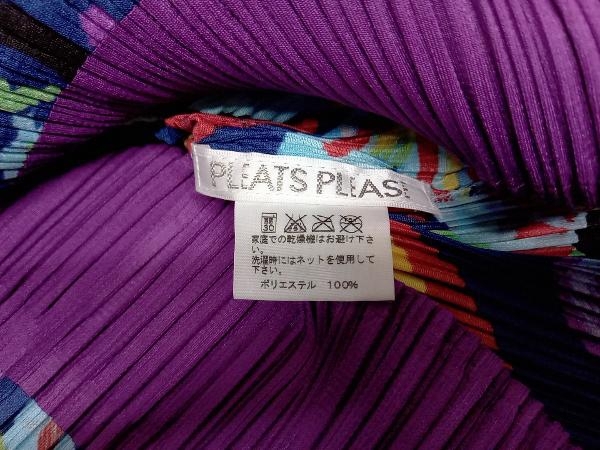 PLEATS PLEASE
家庭での乾燥機はお避け下さ
い。
洗濯時にはネットを使用して
下さい。
ポリエステル 100%